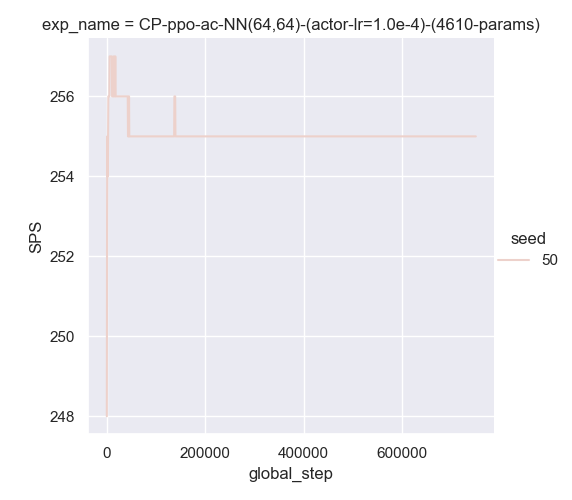 exp_name = CP-ppo-ac-NN(64,64)-(actor-lr=1.0e-4)-(4610-params)
256
254
252
250
248
SPS
0 200000 400000 600000
global_step
seed
50